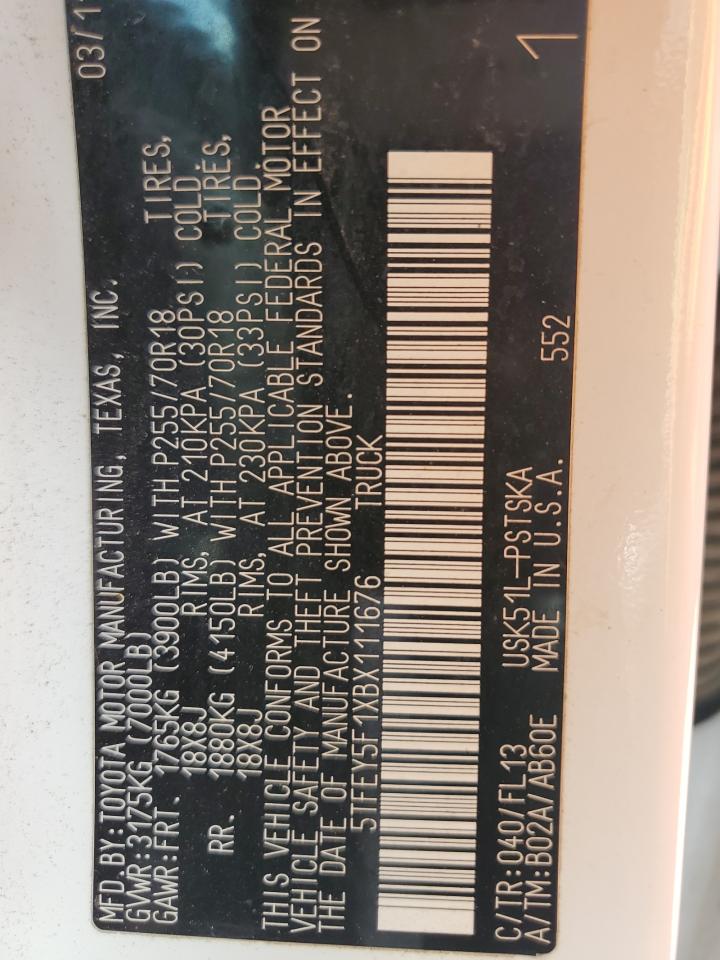 MFD.BY:TOYOTA MOTOR MANUFACTURING, TEXAS, INC. 03/1
GVWR:3175KG (7000LB)
GAWR:FRT. 1765KG (3900LB) WITH P255/70R18 TIRES,
18X8J RIMS, AT 210KPA (30PSI) COLD.
RR. 1880KG (4150LB) WITH P255/70R18 TIRES,
18X8J RIMS, AT 230KPA (33PSI) COLD.
THIS VEHICLE CONFORMS TO ALL APPLICABLE FEDERAL MOTOR
VEHICLE SAFETY AND THEFT PREVENTION STANDARDS IN EFFECT ON
THE DATE OF MANUFACTURE SHOWN ABOVE.
5TFEY5F1XBX111676 TRUCK
C/TR:040/FL13 USK51L-PSTSKA 552 1
A/TM:B02A/AB60E MADE IN U.S.A.